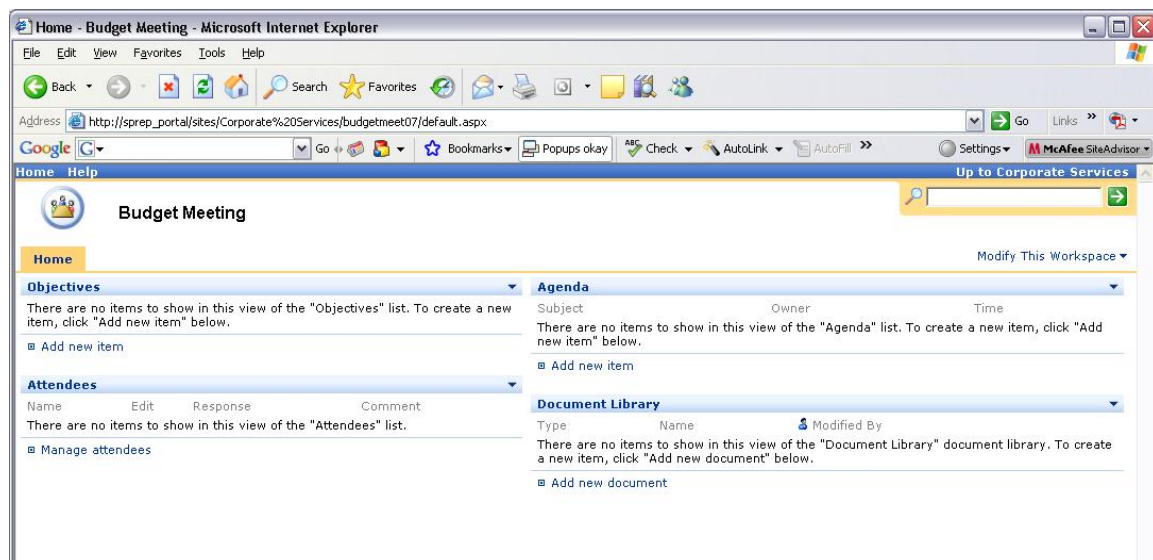 Home - Budget Meeting - Microsoft Internet Explorer
File Edit View Favorites Tools Help
Back Search Favorites
Address http://sprep_portal/sites/Corporate%20Services/budgetmeet07/default.aspx Go Links »
Google G Go Bookmarks Popups okay ABC Check AutoLink AutoFill » Settings M McAfee SiteAdvisor
Home Help Up to Corporate Services
Budget Meeting
Home Modify This Workspace
Objectives
There are no items to show in this view of the "Objectives" list. To create a new
item, click "Add new item" below.
Add new item
Attendees
Name Edit Response Comment
There are no items to show in this view of the "Attendees" list.
Manage attendees
Agenda
Subject Owner Time
There are no items to show in this view of the "Agenda" list. To create a new item, click "Add
new item" below.
Add new item
Document Library
Type Name Modified By
There are no items to show in this view of the "Document Library" document library. To create
a new item, click "Add new document" below.
Add new document